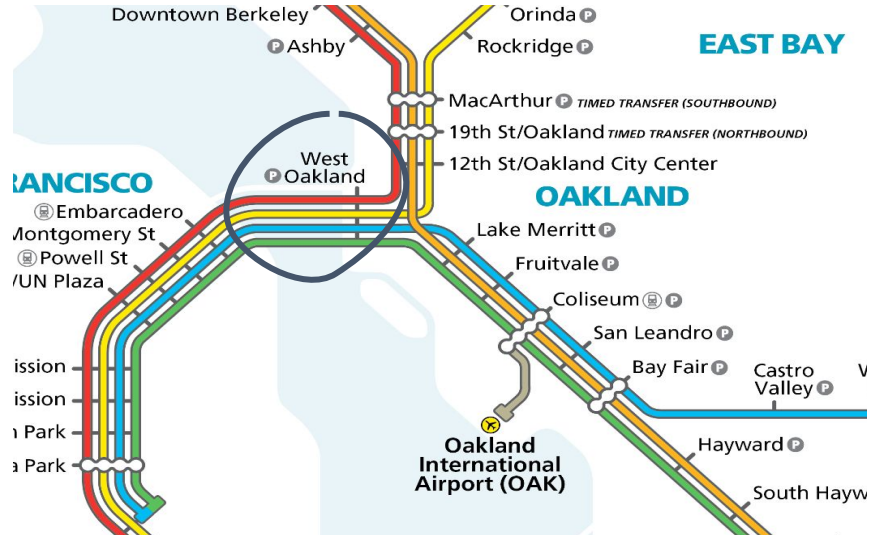 Downtown Berkeley
P Ashby
Orinda P
Rockridge P
EAST BAY
MacArthur P TIMED TRANSFER (SOUTHBOUND)
19th St/Oakland TIMED TRANSFER (NORTHBOUND)
12th St/Oakland City Center
West
P Oakland
RANCISCO
OAKLAND
Embarcadero
Montgomery St
Powell St
/UN Plaza
Lake Merritt P
Fruitvale P
Coliseum P
San Leandro P
Bay Fair P
Castro
Valley P
ission
ission
Park
a Park
Oakland
International
Airport (OAK)
Hayward P
South Hayw